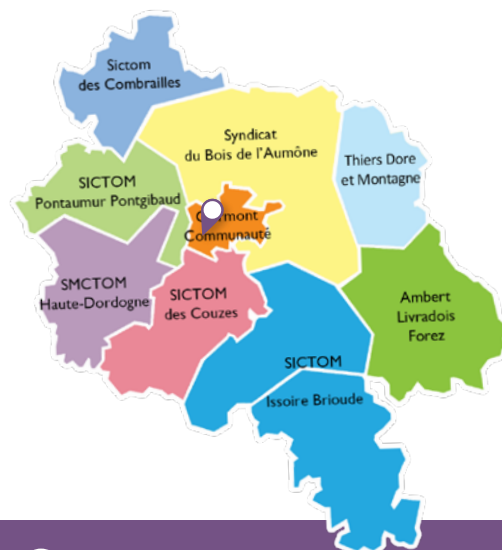 Sictom
des Combrailles
Syndicat
du Bois de l'Aumône
Thiers Dore
et Montagne
SICTOM
Pontaumur Pontgibaud
Communauté
SMCTOM
Haute-Dordogne
SICTOM
des Couzes
Ambert
Livradois
Forez
SICTOM
Issoire Brioude